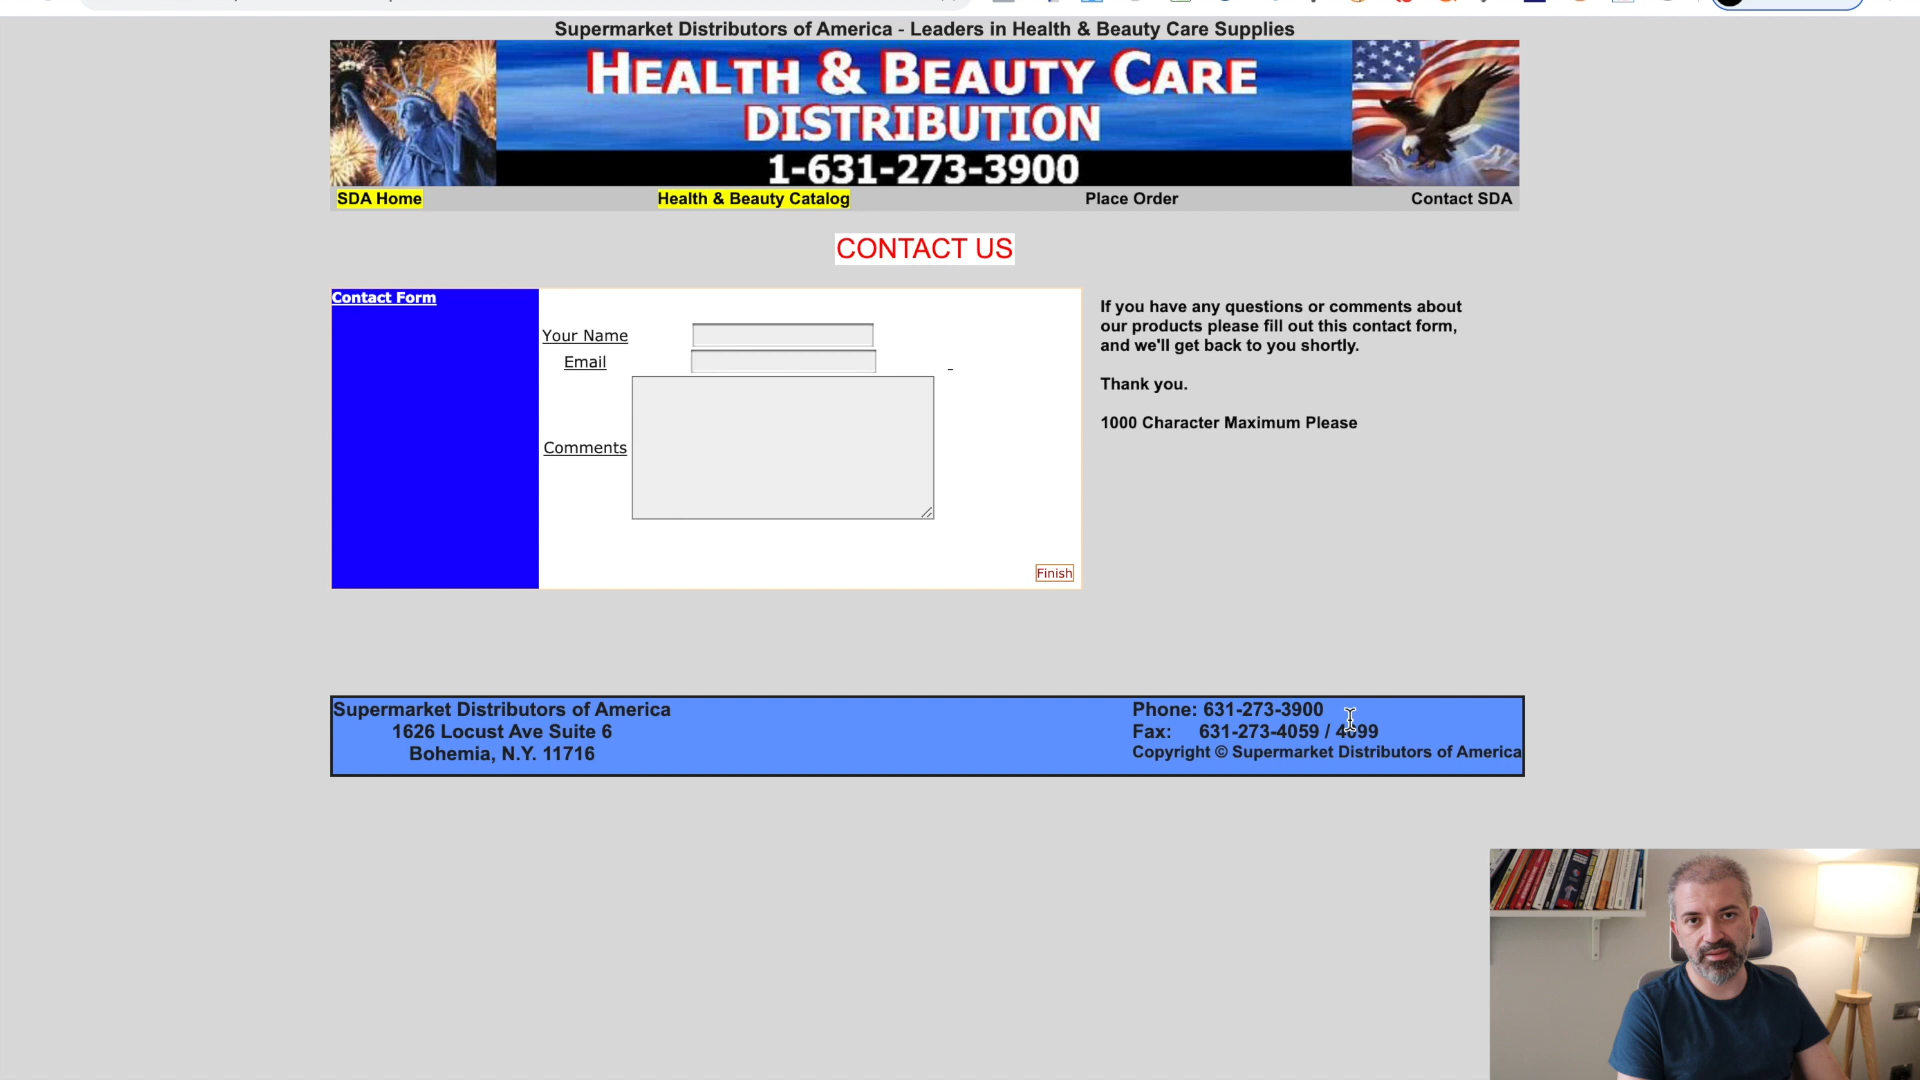 Supermarket Distributors of America - Leaders in Health & Beauty Care Supplies
HEALTH & BEAUTY CARE
DISTRIBUTION
1-631-273-3900
SDA Home
Health & Beauty Catalog
Place Order
Contact SDA
CONTACT US
Contact Form
Your Name
Email
Comments
Finish
If you have any questions or comments about
our products please fill out this contact form,
and we'll get back to you shortly.
Thank you.
1000 Character Maximum Please
Supermarket Distributors of America
1626 Locust Ave Suite 6
Bohemia, N.Y. 11716
Phone: 631-273-3900
Fax: 631-273-4059 /
Copyright © Supermarket Distributors of America